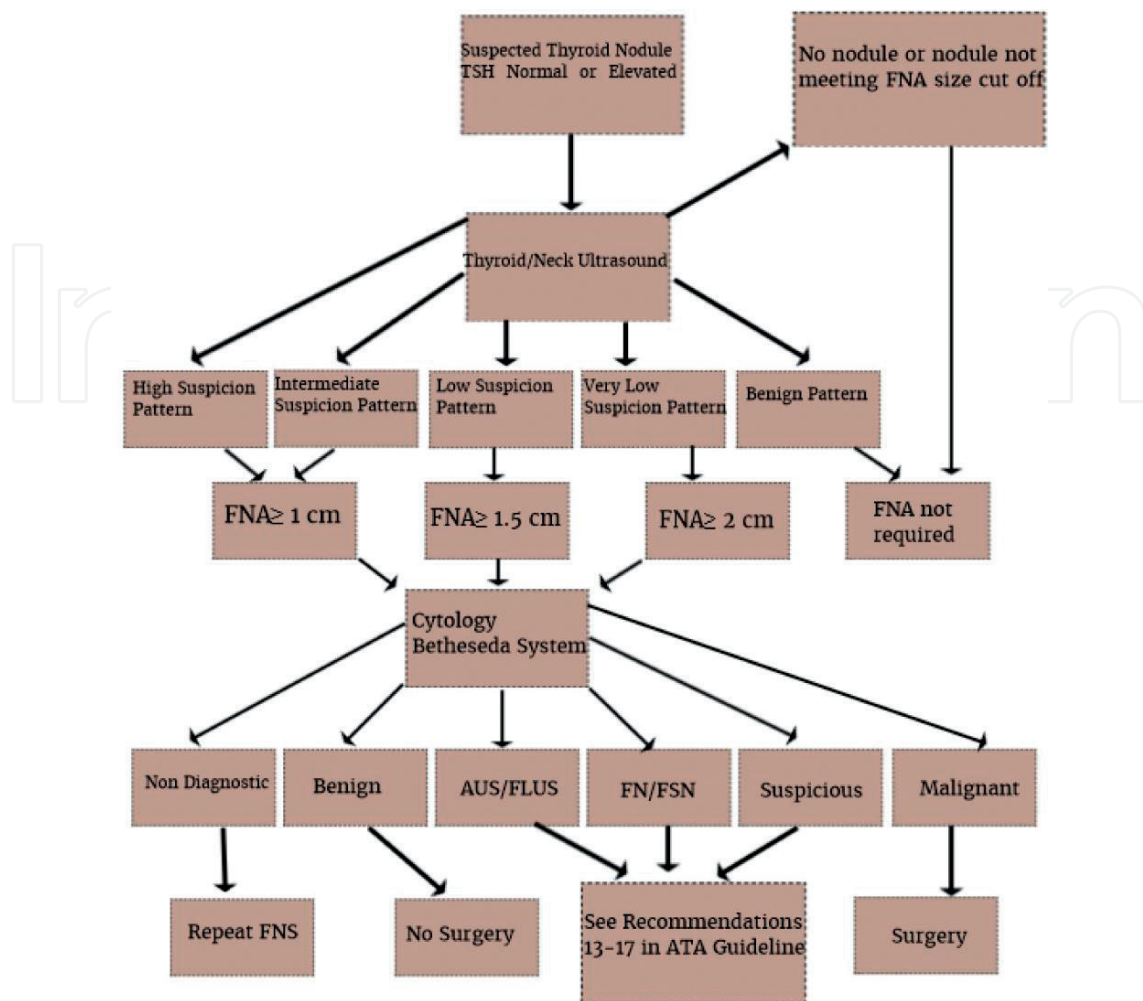 Suspected Thyroid Nodule
TSH Normal or Elevated
No nodule or nodule not
meeting FNA size cut off
Thyroid/Neck Ultrasound
High Suspicion
Pattern
Intermediate
Suspicion Pattern
Low Suspicion
Pattern
Very Low
Suspicion Pattern
Benign Pattern
FNA≥ 1 cm
FNA≥ 1.5 cm
FNA≥ 2 cm
FNA not
required
Cytology
Betheseda System
Non Diagnostic
Benign
AUS/FLUS
FN/FSN
Suspicious
Malignant
Repeat FNS
No Surgery
See Recommendations
13-17 in ATA Guideline
Surgery